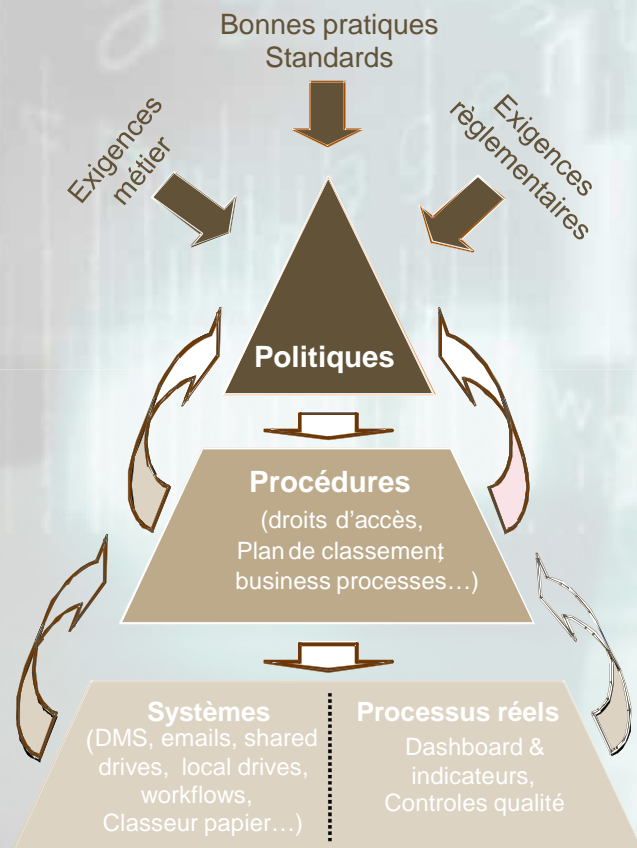 Bonnes pratiques
Standards
Exigences
métier
Exigences
règlementaires
Politiques
Procédures
(droits d'accès,
Plan de classement,
business processes…)
Systèmes
(DMS, emails, shared
drives, local drives,
workflows,
Classeur papier…)
Processus réels
Dashboard &
indicateurs,
Controles qualité